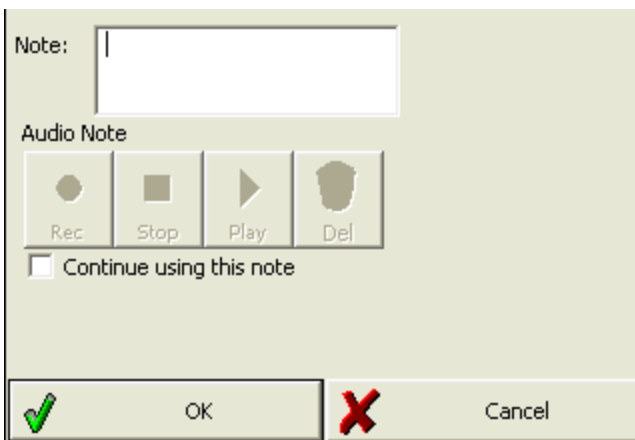 Note:
Audio Note
Rec Stop Play Del
Continue using this note
OK Cancel